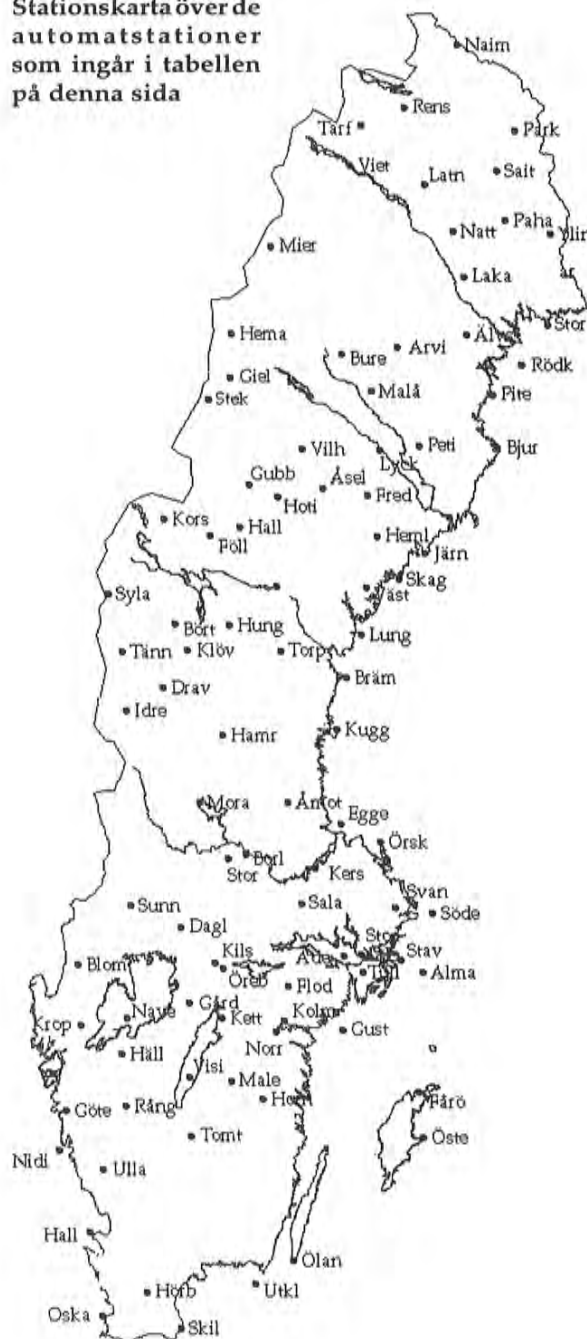 Stationskarta över de
automatstationer
som ingår i tabellen
på denna sida
Naim
Rens
Tarf
Park
Viet
Latn
Sait
Paha
Natt
Mier
Laka
Stor
Hema
Arvi
Bure
Rödk
Giel
Malå
Stek
Pite
Vilh
Peti
Lyck
Bjur
Gubb
Åsel
Hoti
Fred
Kors
Hall
Föll
Heml
Järn
Skag
Syla
Bort
Hung
Lung
Tänn
Klöv
Torp
Bräm
Drav
Idre
Hamr
Kugg
Mora
Åmot
Egge
Örsk
Borl
Stor
Kers
Sunn
Sala
Svan
Söde
Dagl
Kils
Stav
Blom
Öreb
Alma
Flod
Gård
Nave
Kett
Kolm
Krop
Norr
Gust
Häll
Visi
Male
Fårö
Göte
Rång
Tomt
Öste
Nidi
Ulla
Hall
Ölan
Hörb
Utkl
Oska
Skil